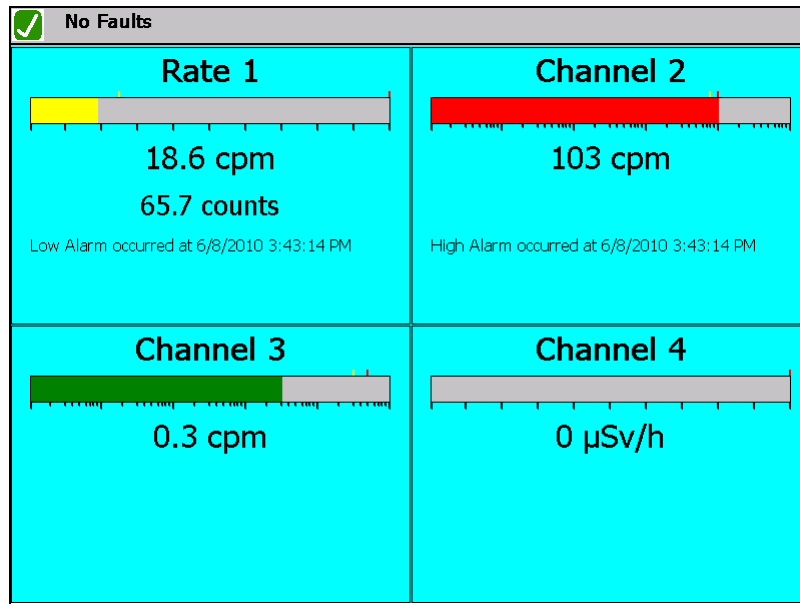 No Faults
Rate 1
18.6 cpm
65.7 counts
Low Alarm occurred at 6/8/2010 3:43:14 PM
Channel 2
103 cpm
High Alarm occurred at 6/8/2010 3:43:14 PM
Channel 3
0.3 cpm
Channel 4
0 µSv/h